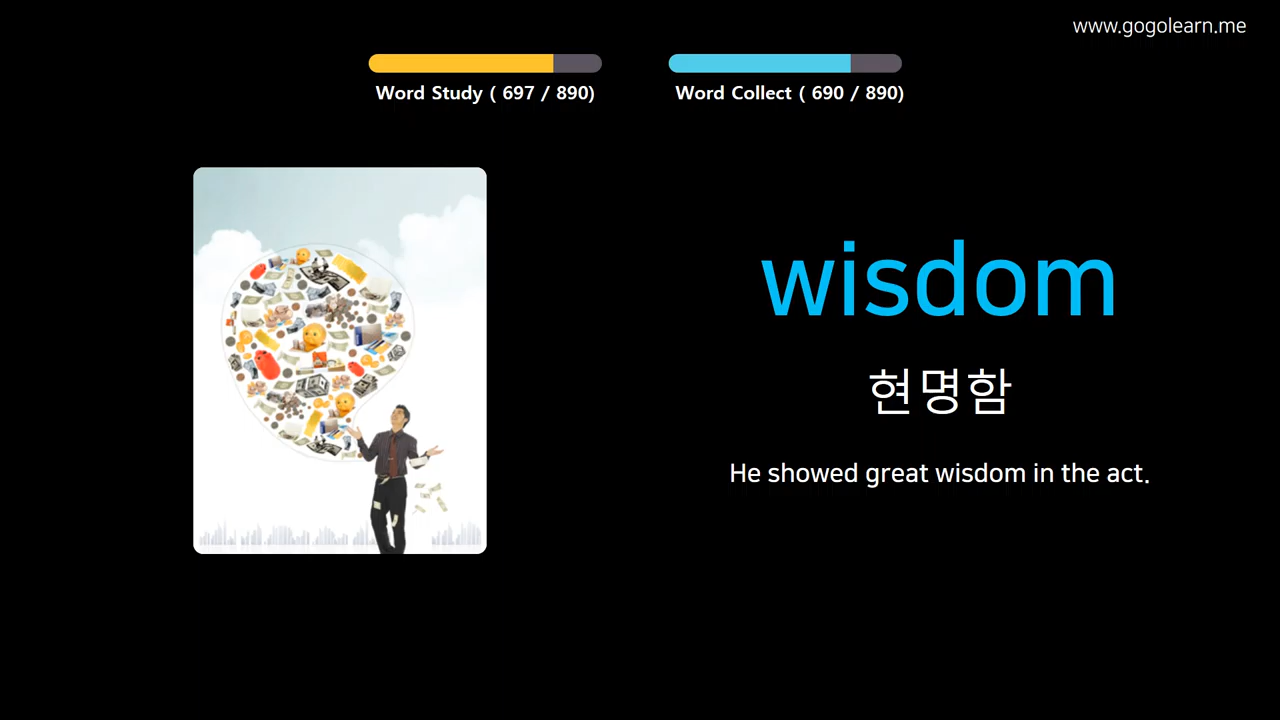 www.gogolearn.me
Word Study ( 697 / 890)
Word Collect ( 690 / 890)
wisdom
현명함
He showed great wisdom in the act.